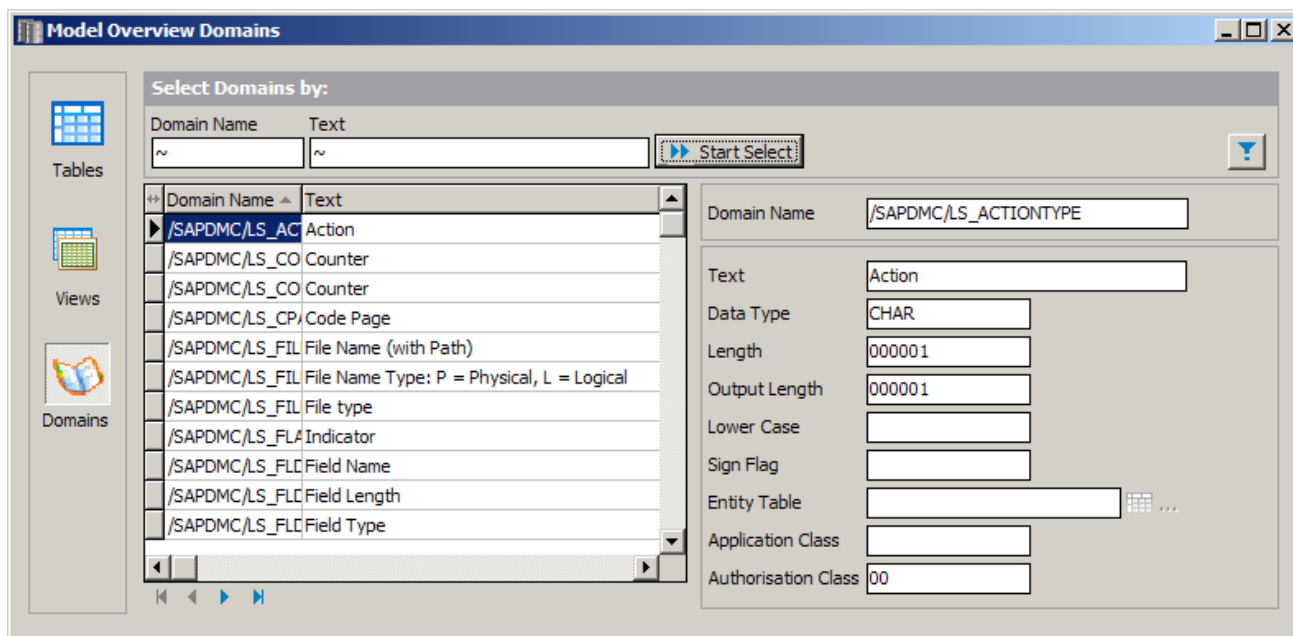 Model Overview Domains
Select Domains by:
Domain Name Text
~ ~ Start Select
Tables
Views
Domains
Domain Name Text
/SAPDMC/LS_AC Action
/SAPDMC/LS_CO Counter
/SAPDMC/LS_CO Counter
/SAPDMC/LS_CPA Code Page
/SAPDMC/LS_FIL File Name (with Path)
/SAPDMC/LS_FIL File Name Type: P = Physical, L = Logical
/SAPDMC/LS_FIL File type
/SAPDMC/LS_FLA Indicator
/SAPDMC/LS_FLD Field Name
/SAPDMC/LS_FLD Field Length
/SAPDMC/LS_FLD Field Type
Domain Name /SAPDMC/LS_ACTIONTYPE
Text Action
Data Type CHAR
Length 000001
Output Length 000001
Lower Case
Sign Flag
Entity Table ...
Application Class
Authorisation Class 00